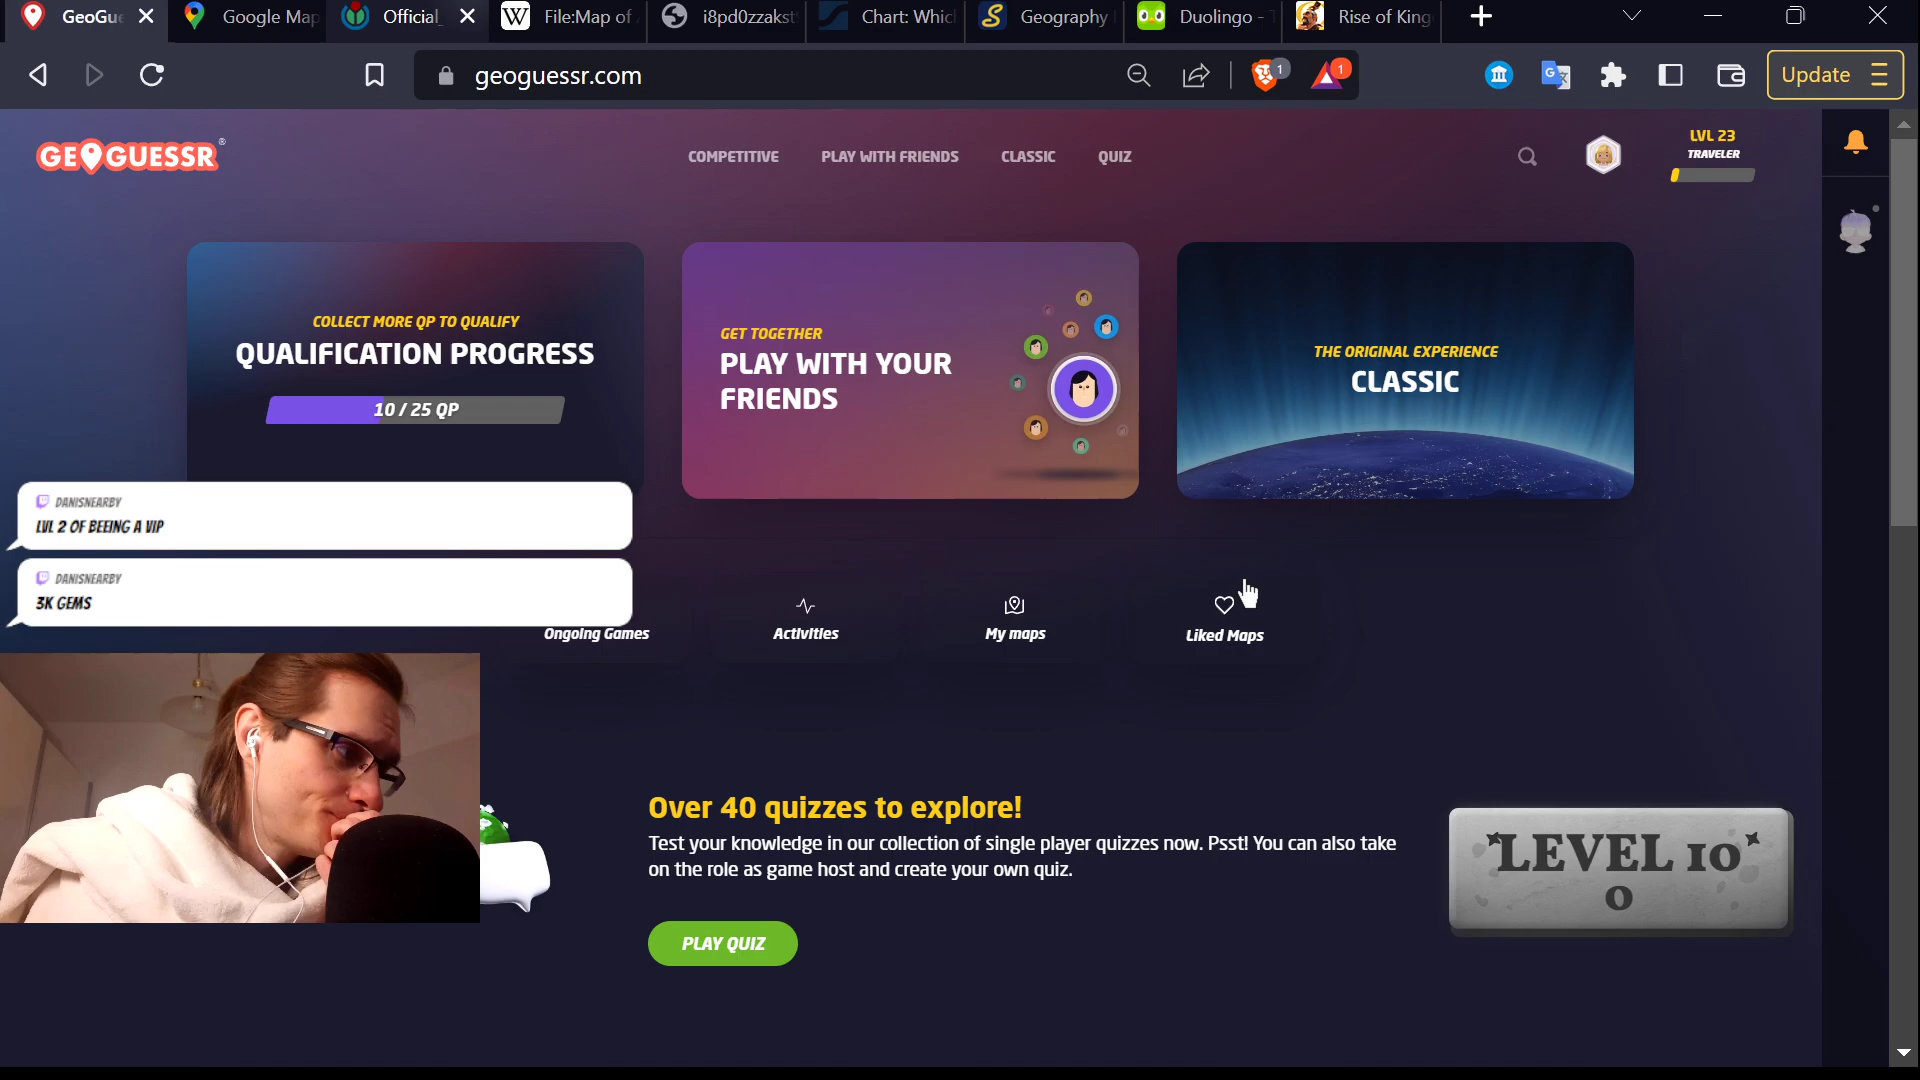 GeoGue
Google Map
Official_
File:Map of
i8pd0zzakst
Chart: Whic
Geography
Duolingo -
Rise of King
geoguessr.com
1
1
Update
GEOGUESSR®
COMPETITIVE
PLAY WITH FRIENDS
CLASSIC
QUIZ
LVL 23
TRAVELER
COLLECT MORE QP TO QUALIFY
QUALIFICATION PROGRESS
10 / 25 QP
GET TOGETHER
PLAY WITH YOUR
FRIENDS
THE ORIGINAL EXPERIENCE
CLASSIC
DANISNEARBY
LVL 2 OF BEEING A VIP
DANISNEARBY
3K GEMS
Ongoing Games
Activities
My maps
Liked Maps
Over 40 quizzes to explore!
Test your knowledge in our collection of single player quizzes now. Psst! You can also take
on the role as game host and create your own quiz.
PLAY QUIZ
LEVEL 10
0